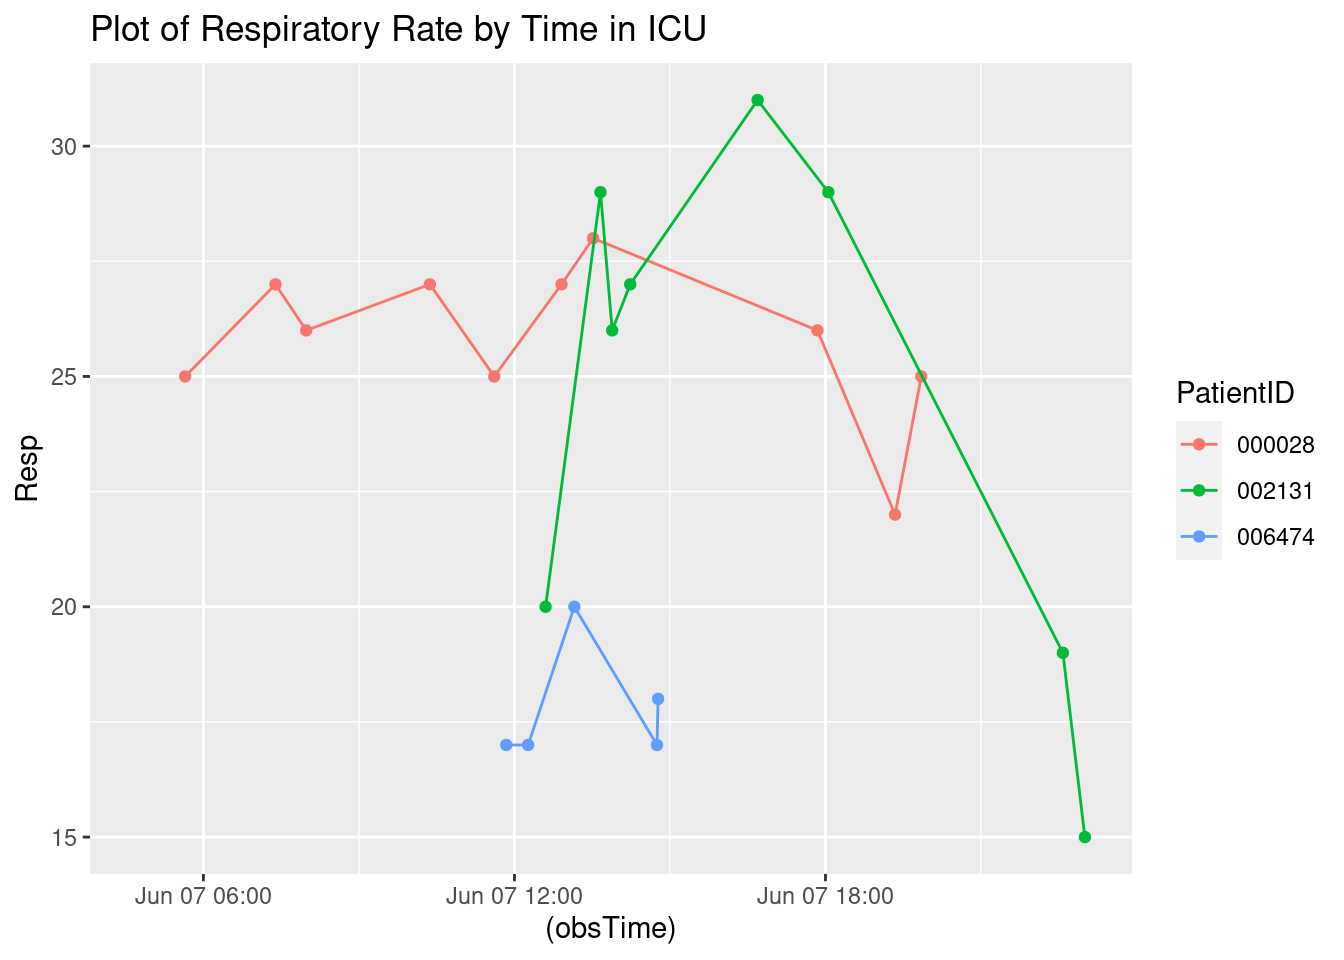 Plot of Respiratory Rate by Time in ICU
30
25
20
15
Resp
Jun 07 06:00
Jun 07 12:00
Jun 07 18:00
(obsTime)
PatientID
000028
002131
006474